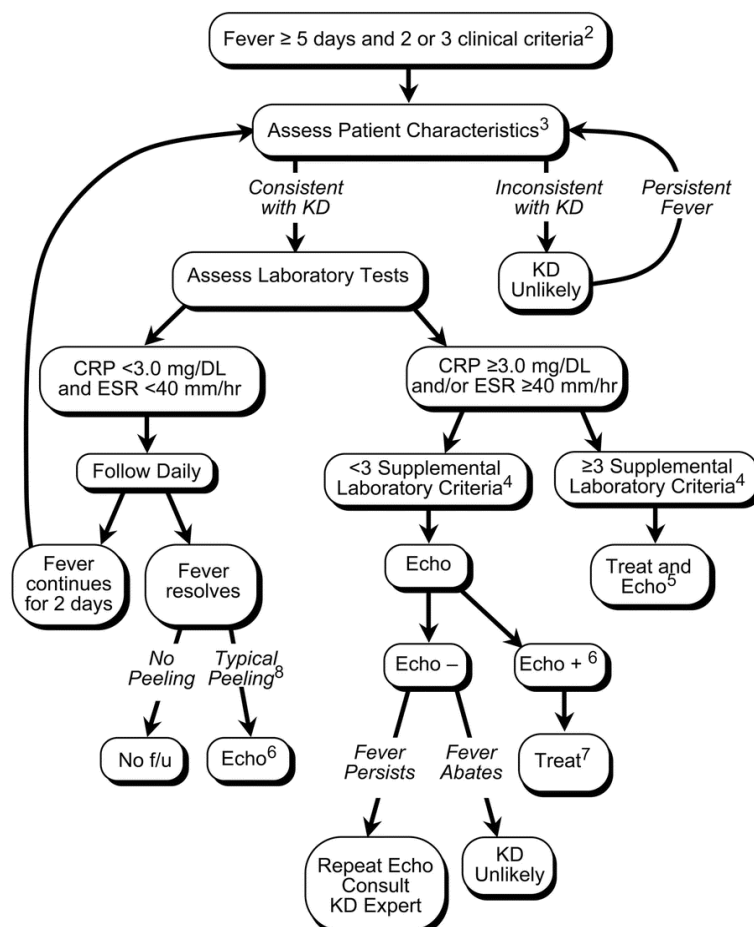 Fever ≥ 5 days and 2 or 3 clinical criteria2
Assess Patient Characteristics3
Consistent
with KD
Inconsistent
with KD
Persistent
Fever
Assess Laboratory Tests
KD
Unlikely
CRP <3.0 mg/DL
and ESR <40 mm/hr
CRP ≥3.0 mg/DL
and/or ESR ≥40 mm/hr
Follow Daily
<3 Supplemental
Laboratory Criteria4
≥3 Supplemental
Laboratory Criteria4
Fever
continues
for 2 days
Fever
resolves
Echo
Treat and
Echo5
No
Peeling
Typical
Peeling8
Echo –
Echo + 6
No f/u
Echo6
Fever
Persists
Fever
Abates
Treat7
Repeat Echo
Consult
KD Expert
KD
Unlikely